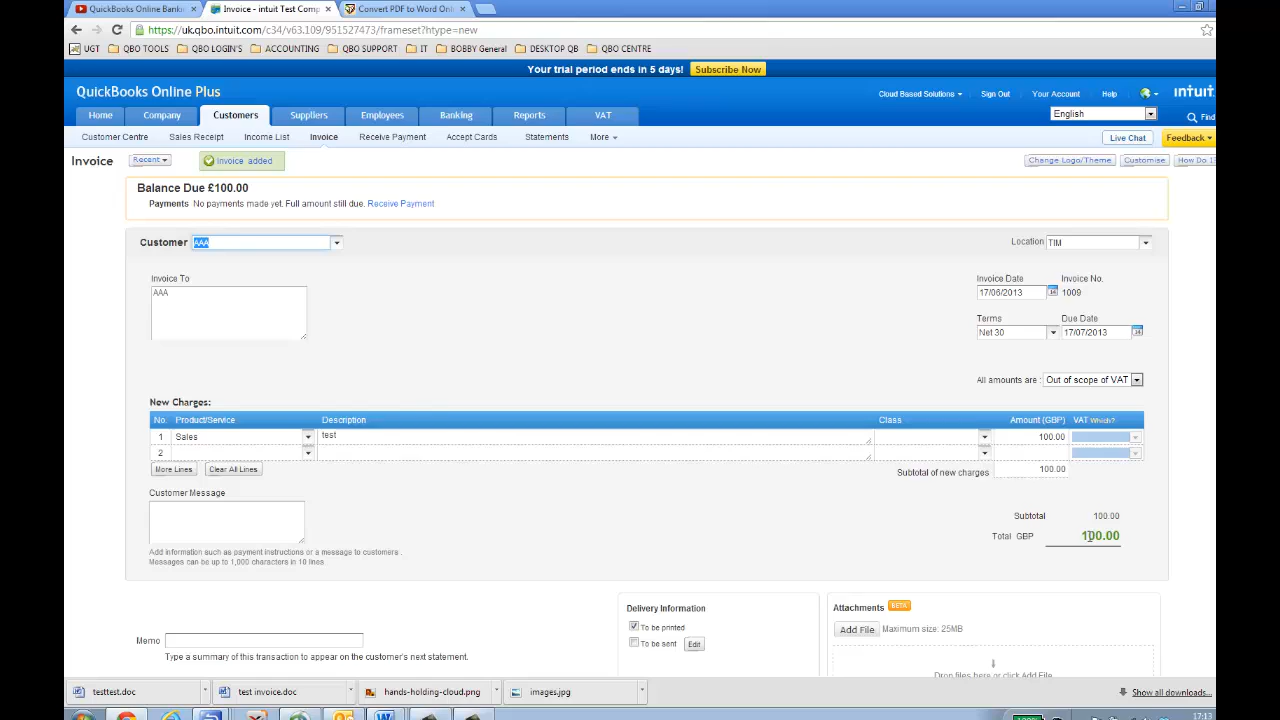 QuickBooks Online Bankin
Invoice - intuit Test Comp
Convert PDF to Word Onl
https://uk.qbo.intuit.com/c34/v63.109/951527473/frameset?htype=new
UGT QBO TOOLS QBO LOGIN'S ACCOUNTING QBO SUPPORT IT BOBBY General DESKTOP QB QBO CENTRE
Your trial period ends in 5 days! Subscribe Now
QuickBooks Online Plus
Cloud Based Solutions Sign Out Your Account Help intuit
Home Company Customers Suppliers Employees Banking Reports VAT
English Find
Customer Centre Sales Receipt Income List Invoice Receive Payment Accept Cards Statements More
Live Chat Feedback
Invoice Recent Invoice added
Change Logo/Theme Customise How Do I
Balance Due £100.00
Payments No payments made yet. Full amount still due. Receive Payment
Customer AAA
Location TIM
Invoice To
AAA
Invoice Date Invoice No.
17/06/2013 1009
Terms Due Date
Net 30 17/07/2013
All amounts are : Out of scope of VAT
New Charges:
No. Product/Service Description Class Amount (GBP) VAT Which?
1 Sales test 100.00
2
More Lines Clear All Lines
Subtotal of new charges 100.00
Customer Message
Subtotal 100.00
Total GBP 100.00
Add information such as payment instructions or a message to customers .
Messages can be up to 1,000 characters in 10 lines
Delivery Information
To be printed
To be sent Edit
Attachments BETA
Add File Maximum size: 25MB
Drop files here or click Add File
Memo
Type a summary of this transaction to appear on the customer's next statement.
testtest.doc test invoice.doc hands-holding-cloud.png images.jpg Show all downloads...
17:13